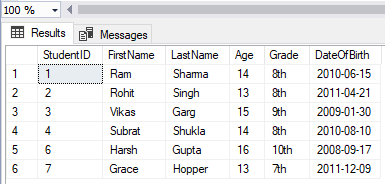 100 %
Results Messages
StudentID FirstName LastName Age Grade DateOfBirth
1 1 Ram Sharma 14 8th 2010-06-15
2 2 Rohit Singh 13 8th 2011-04-21
3 3 Vikas Garg 15 9th 2009-01-30
4 4 Subrat Shukla 14 8th 2010-08-10
5 6 Harsh Gupta 16 10th 2008-09-17
6 7 Grace Hopper 13 7th 2011-12-09